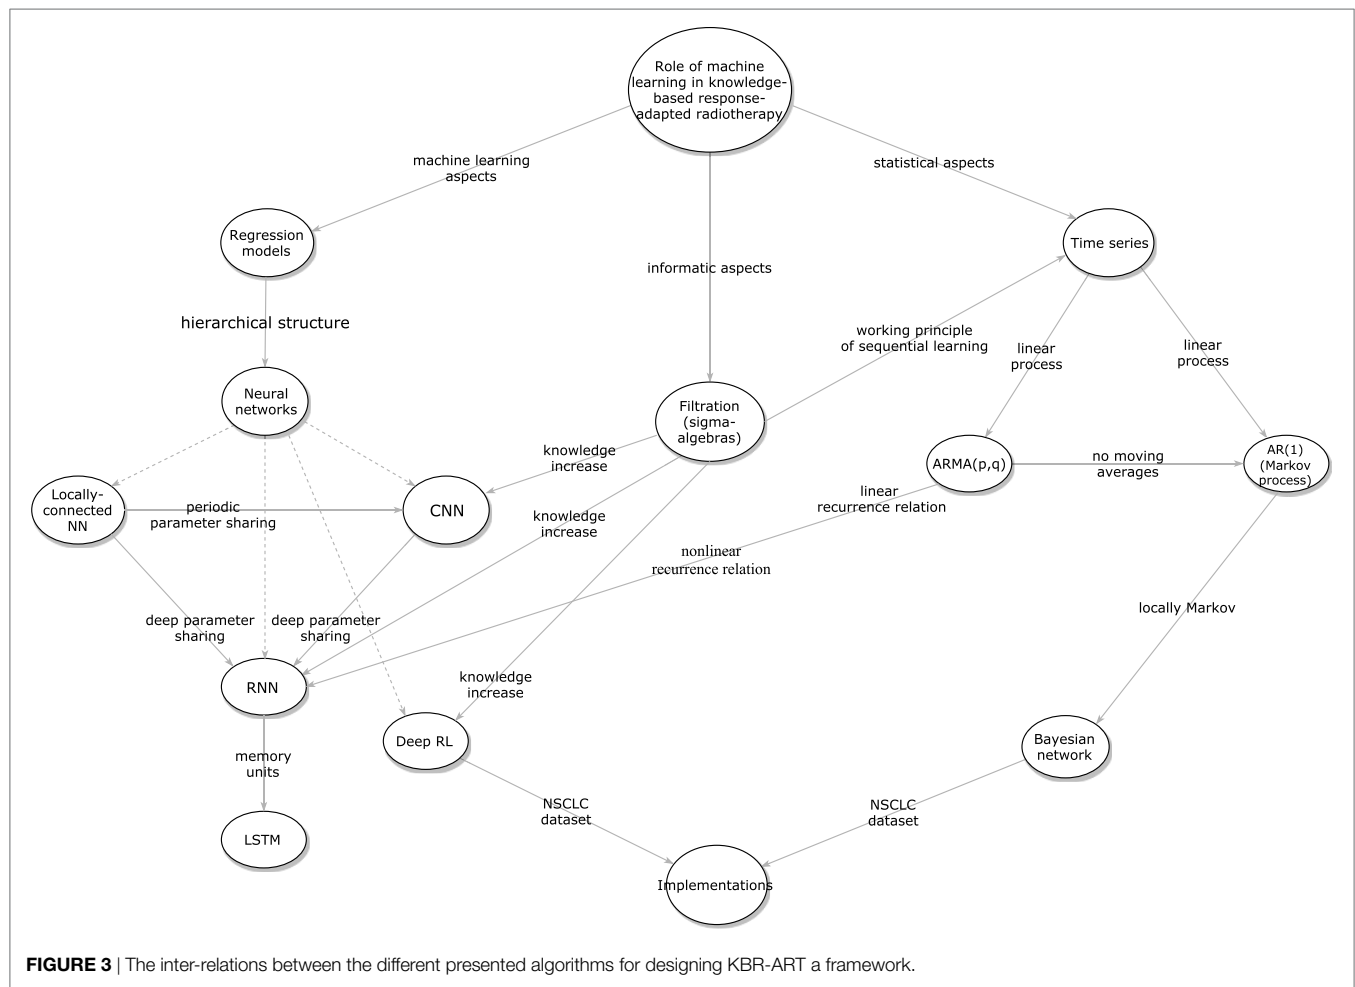 Role of machine
learning in knowledge-
based response-
adapted radiotherapy
machine learning
aspects
statistical aspects
informatic aspects
Regression
models
Time series
hierarchical structure
working principle
of sequential learning
linear
process
linear
process
Neural
networks
Filtration
(sigma-
algebras)
knowledge
increase
ARMA(p,q)
no moving
averages
AR(1)
(Markov
process)
Locally-
connected
NN
periodic
parameter sharing
CNN
knowledge
increase
linear
recurrence relation
nonlinear
recurrence relation
deep parameter
sharing
deep parameter
sharing
locally Markov
RNN
knowledge
increase
Deep RL
Bayesian
network
memory
units
NSCLC
dataset
NSCLC
dataset
LSTM
Implementations
FIGURE 3 | The inter-relations between the different presented algorithms for designing KBR-ART a framework.